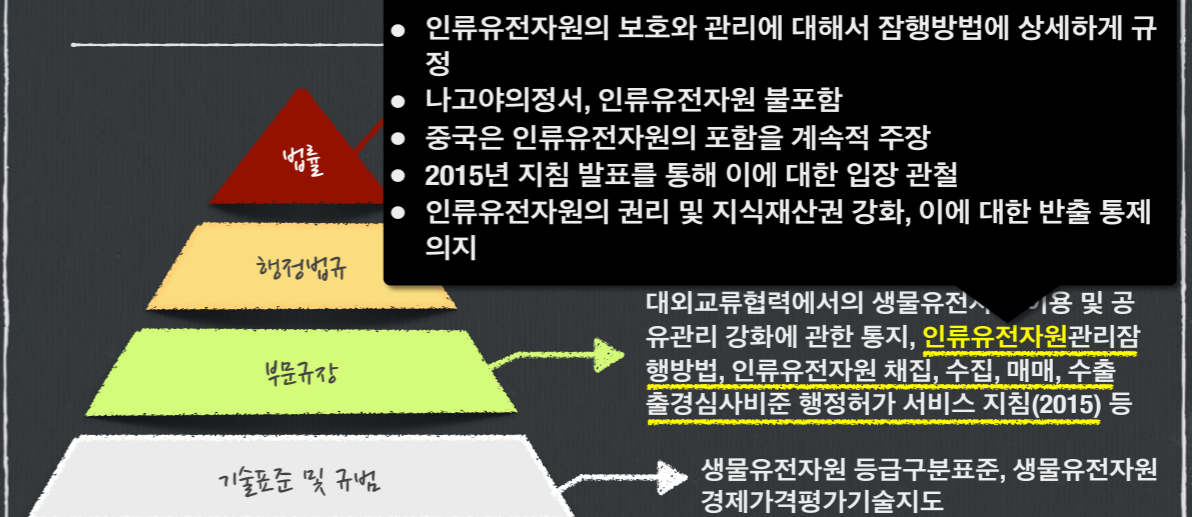 ● 인류유전자원의 보호와 관리에 대해서 잠행방법에 상세하게 규
정
● 나고야의정서, 인류유전자원 불포함
● 중국은 인류유전자원의 포함을 계속적 주장
● 2015년 지침 발표를 통해 이에 대한 입장 관철
● 인류유전자원의 권리 및 지식재산권 강화, 이에 대한 반출 통제
의지
법률
행정법규
대외교류협력에서의 생물유전 이용 및 공
유관리 강화에 관한 통지, 인류유전자원관리잠
행방법, 인류유전자원 채집, 수집, 매매, 수출
출경심사비준 행정허가 서비스 지침(2015) 등
부문규장
기술표준 및 규범
생물유전자원 등급구분표준, 생물유전자원
경제가격평가기술지도